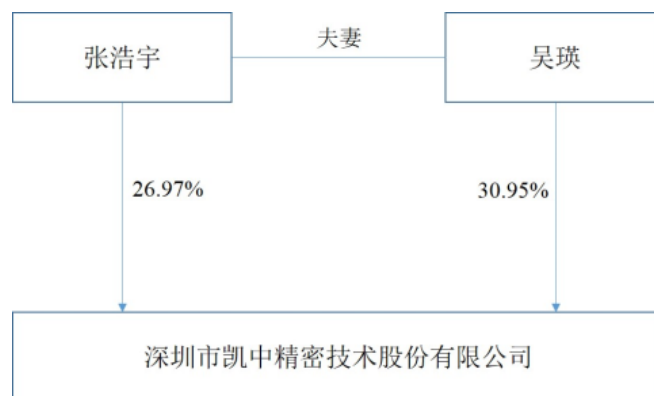 夫妻
张浩宇
吴瑛
26.97%
30.95%
深圳市凯中精密技术股份有限公司